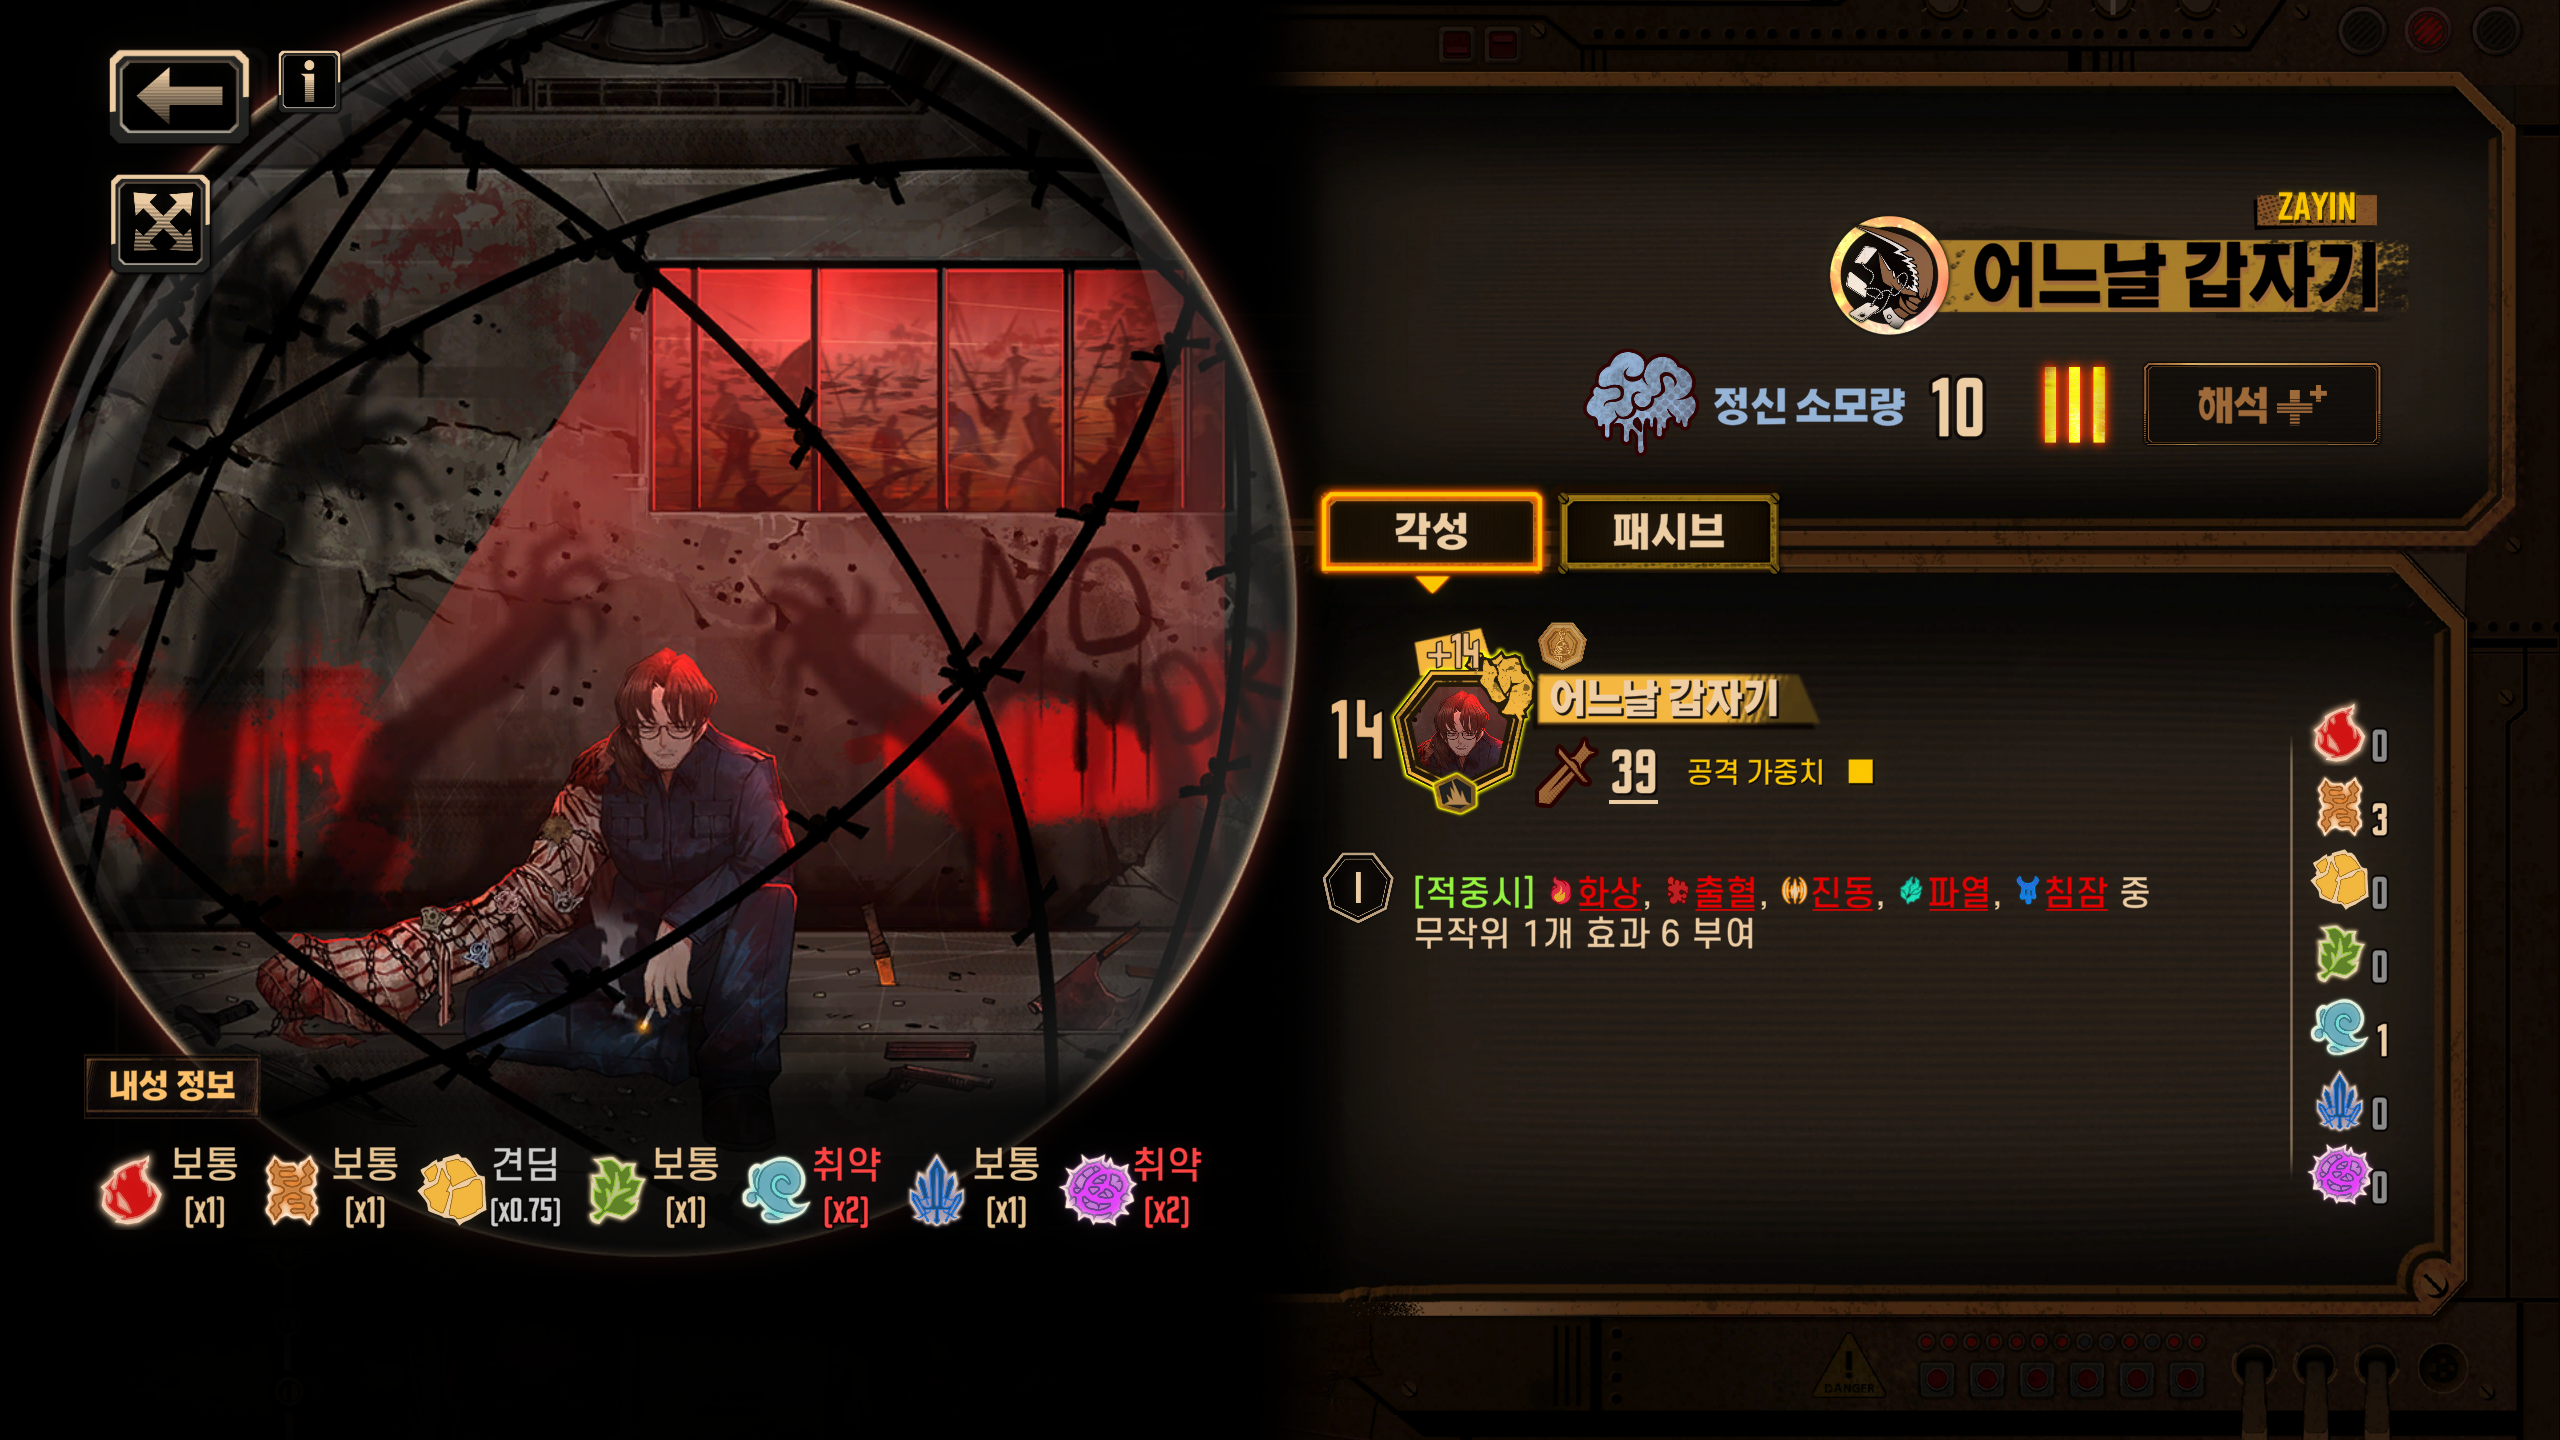 ZAYIN
어느날 갑자기
정신 소모량 10
해석
각성
패시브
NO
MOR
+14
14
어느날 갑자기
39 공격 가중치
I
[적중시] 화상, 출혈, 진동, 파열, 침잠 중
무작위 1개 효과 6 부여
0
3
0
0
1
0
0
내성 정보
보통
[x1]
보통
[x1]
견딤
[x0.75]
보통
[x1]
취약
[x2]
보통
[x1]
취약
[x2]
DANGER